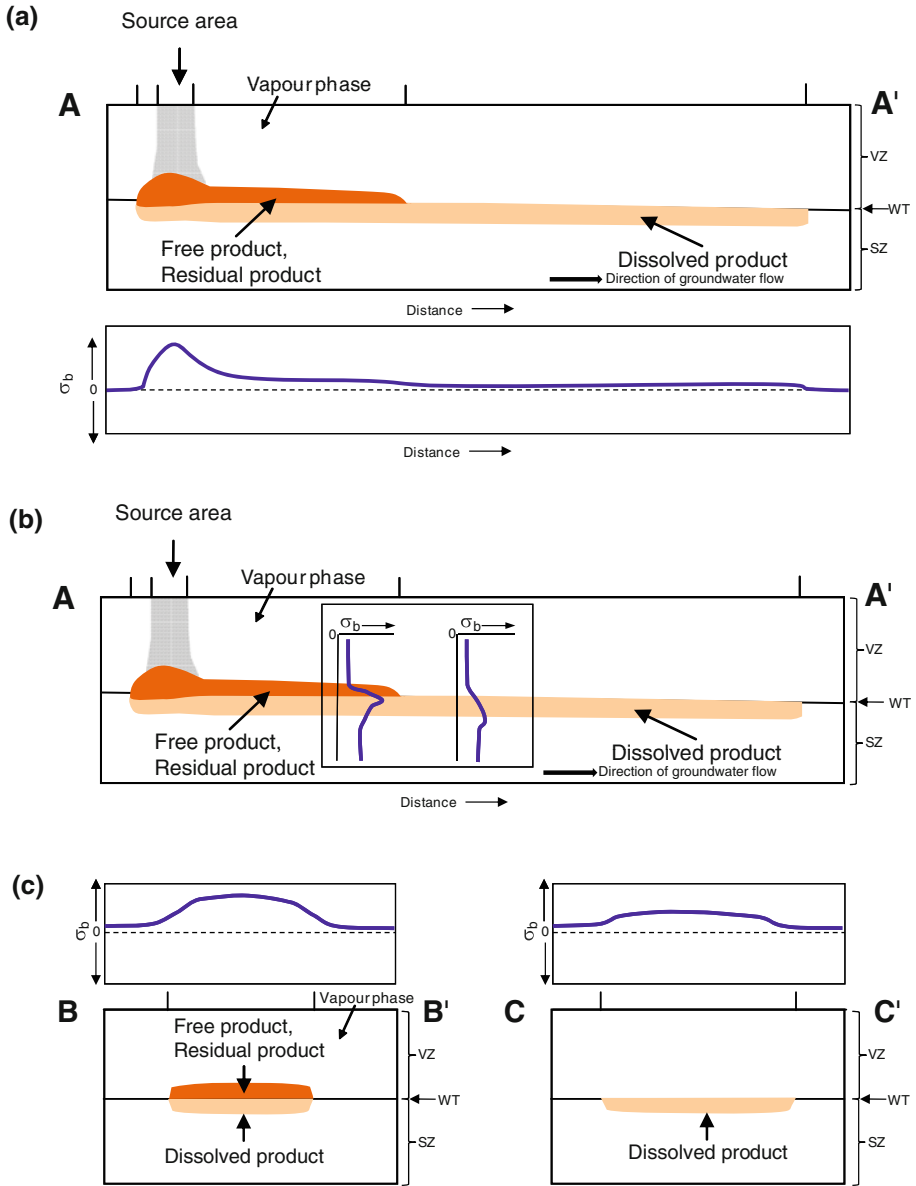 (a)
Source area
Vapour phase
A
A'
VZ
WT
SZ
Free product,
Residual product
Dissolved product
Direction of groundwater flow
Distance
σb
0
Distance
(b)
Source area
Vapour phase
A
A'
0
σb
σb
VZ
WT
SZ
Free product,
Residual product
Dissolved product
Direction of groundwater flow
Distance
(c)
σb
0
σb
0
B
Vapour phase
B'
Free product,
Residual product
VZ
WT
SZ
Dissolved product
C
C'
VZ
WT
SZ
Dissolved product